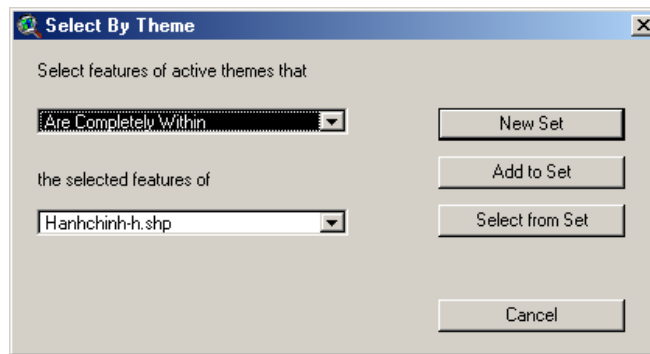 Select By Theme
Select features of active themes that
Are Completely Within
New Set
the selected features of
Add to Set
Hanhchinh-h.shp
Select from Set
Cancel